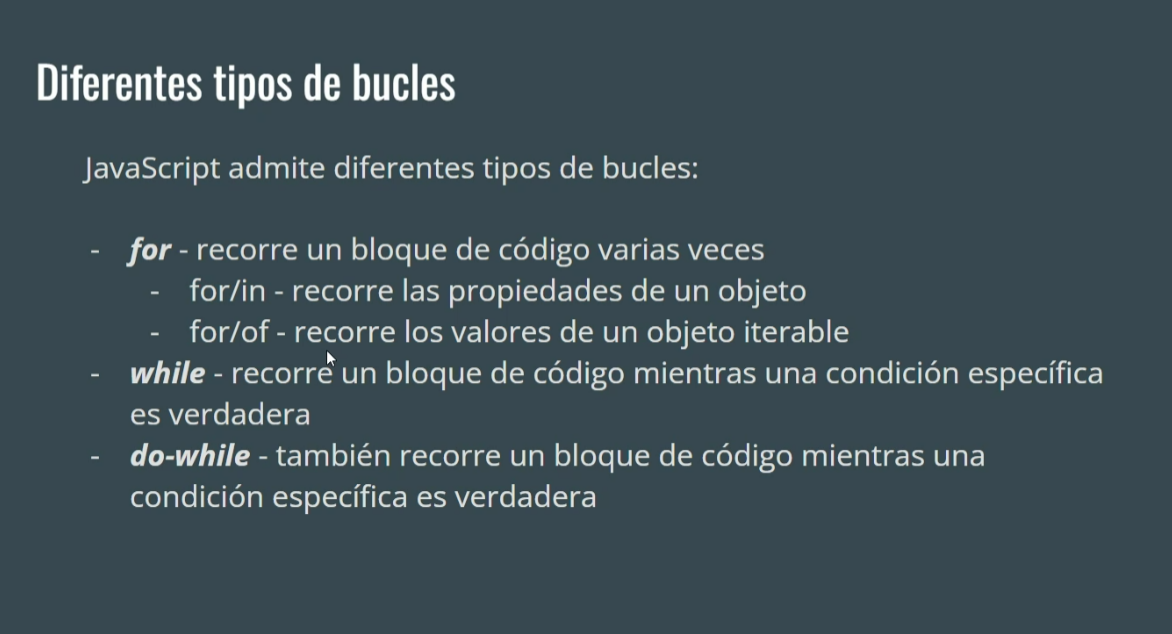 Diferentes tipos de bucles
JavaScript admite diferentes tipos de bucles:
- for - recorre un bloque de código varias veces
- for/in - recorre las propiedades de un objeto
- for/of - recorre los valores de un objeto iterable
- while - recorre un bloque de código mientras una condición específica
es verdadera
- do-while - también recorre un bloque de código mientras una
condición específica es verdadera